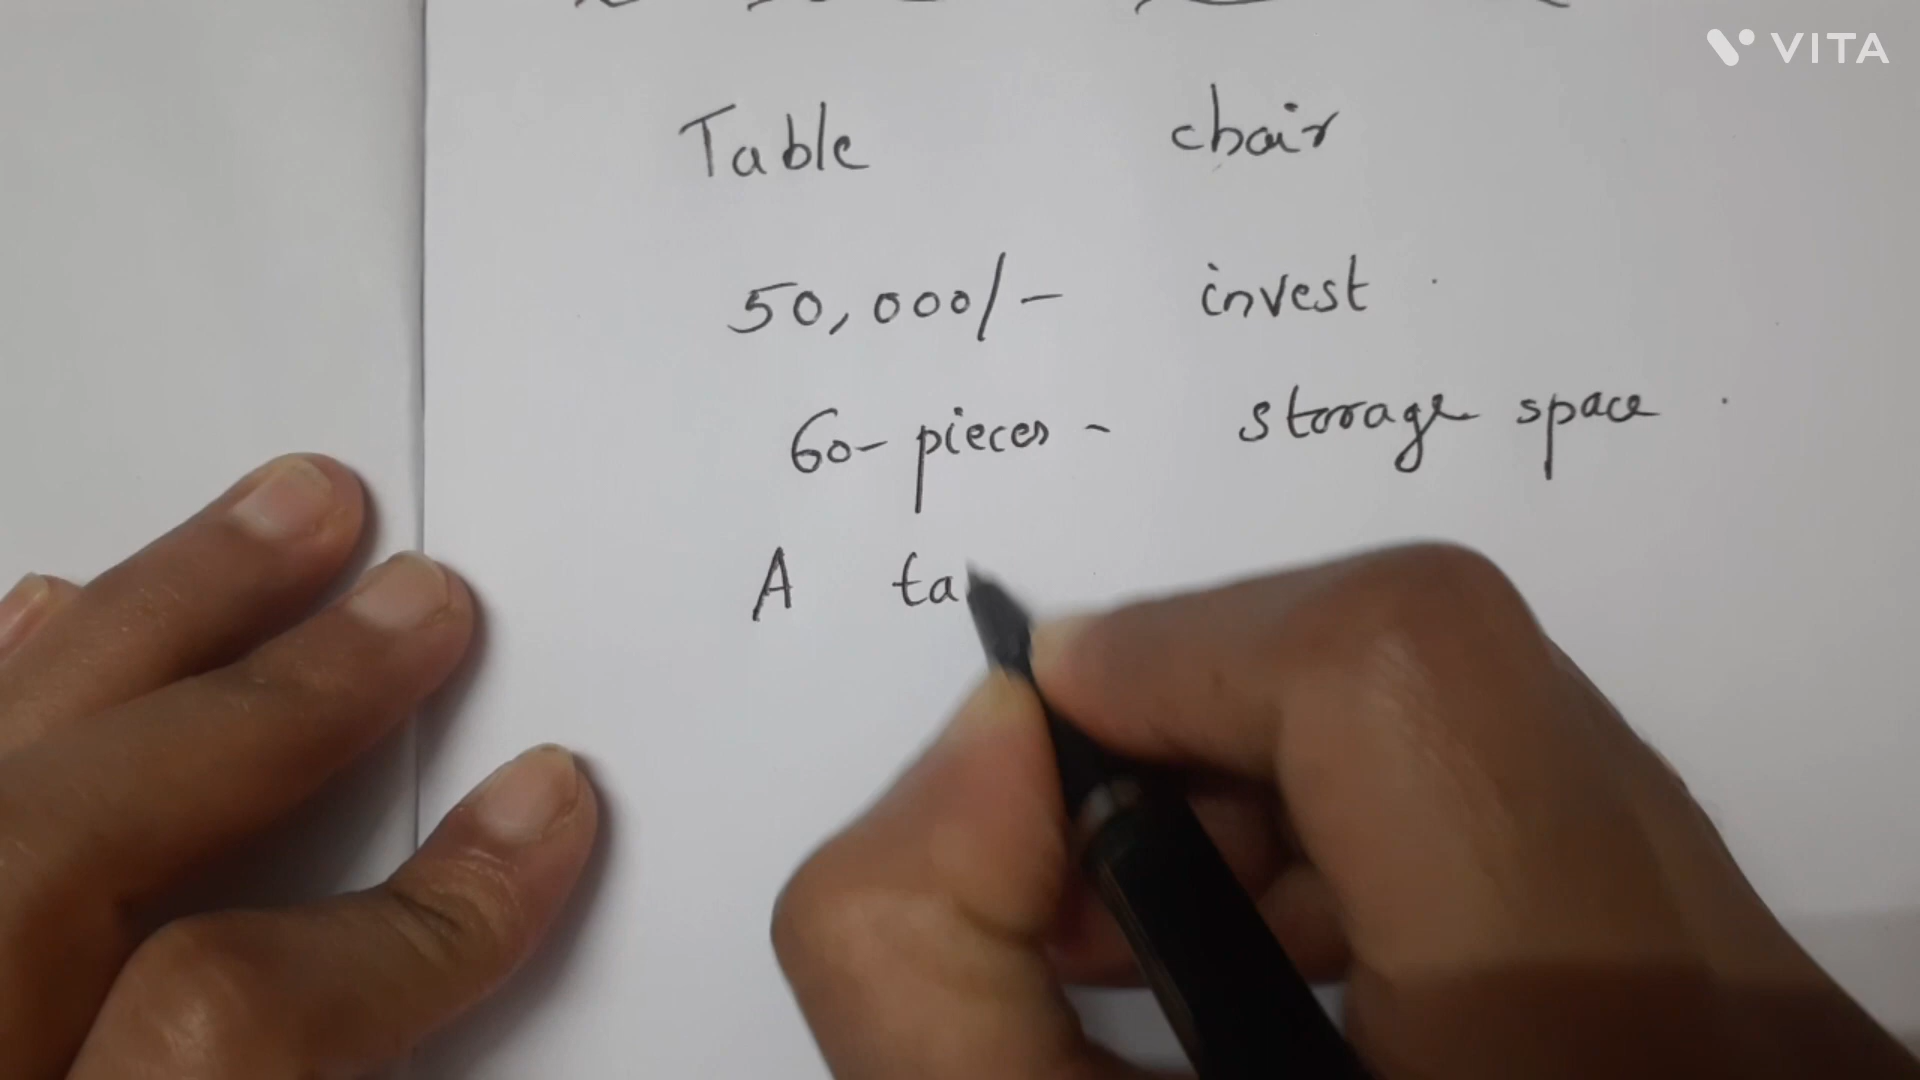 VITA
Table chair
50,000/- invest .
60- pieces - storage space .
A ta